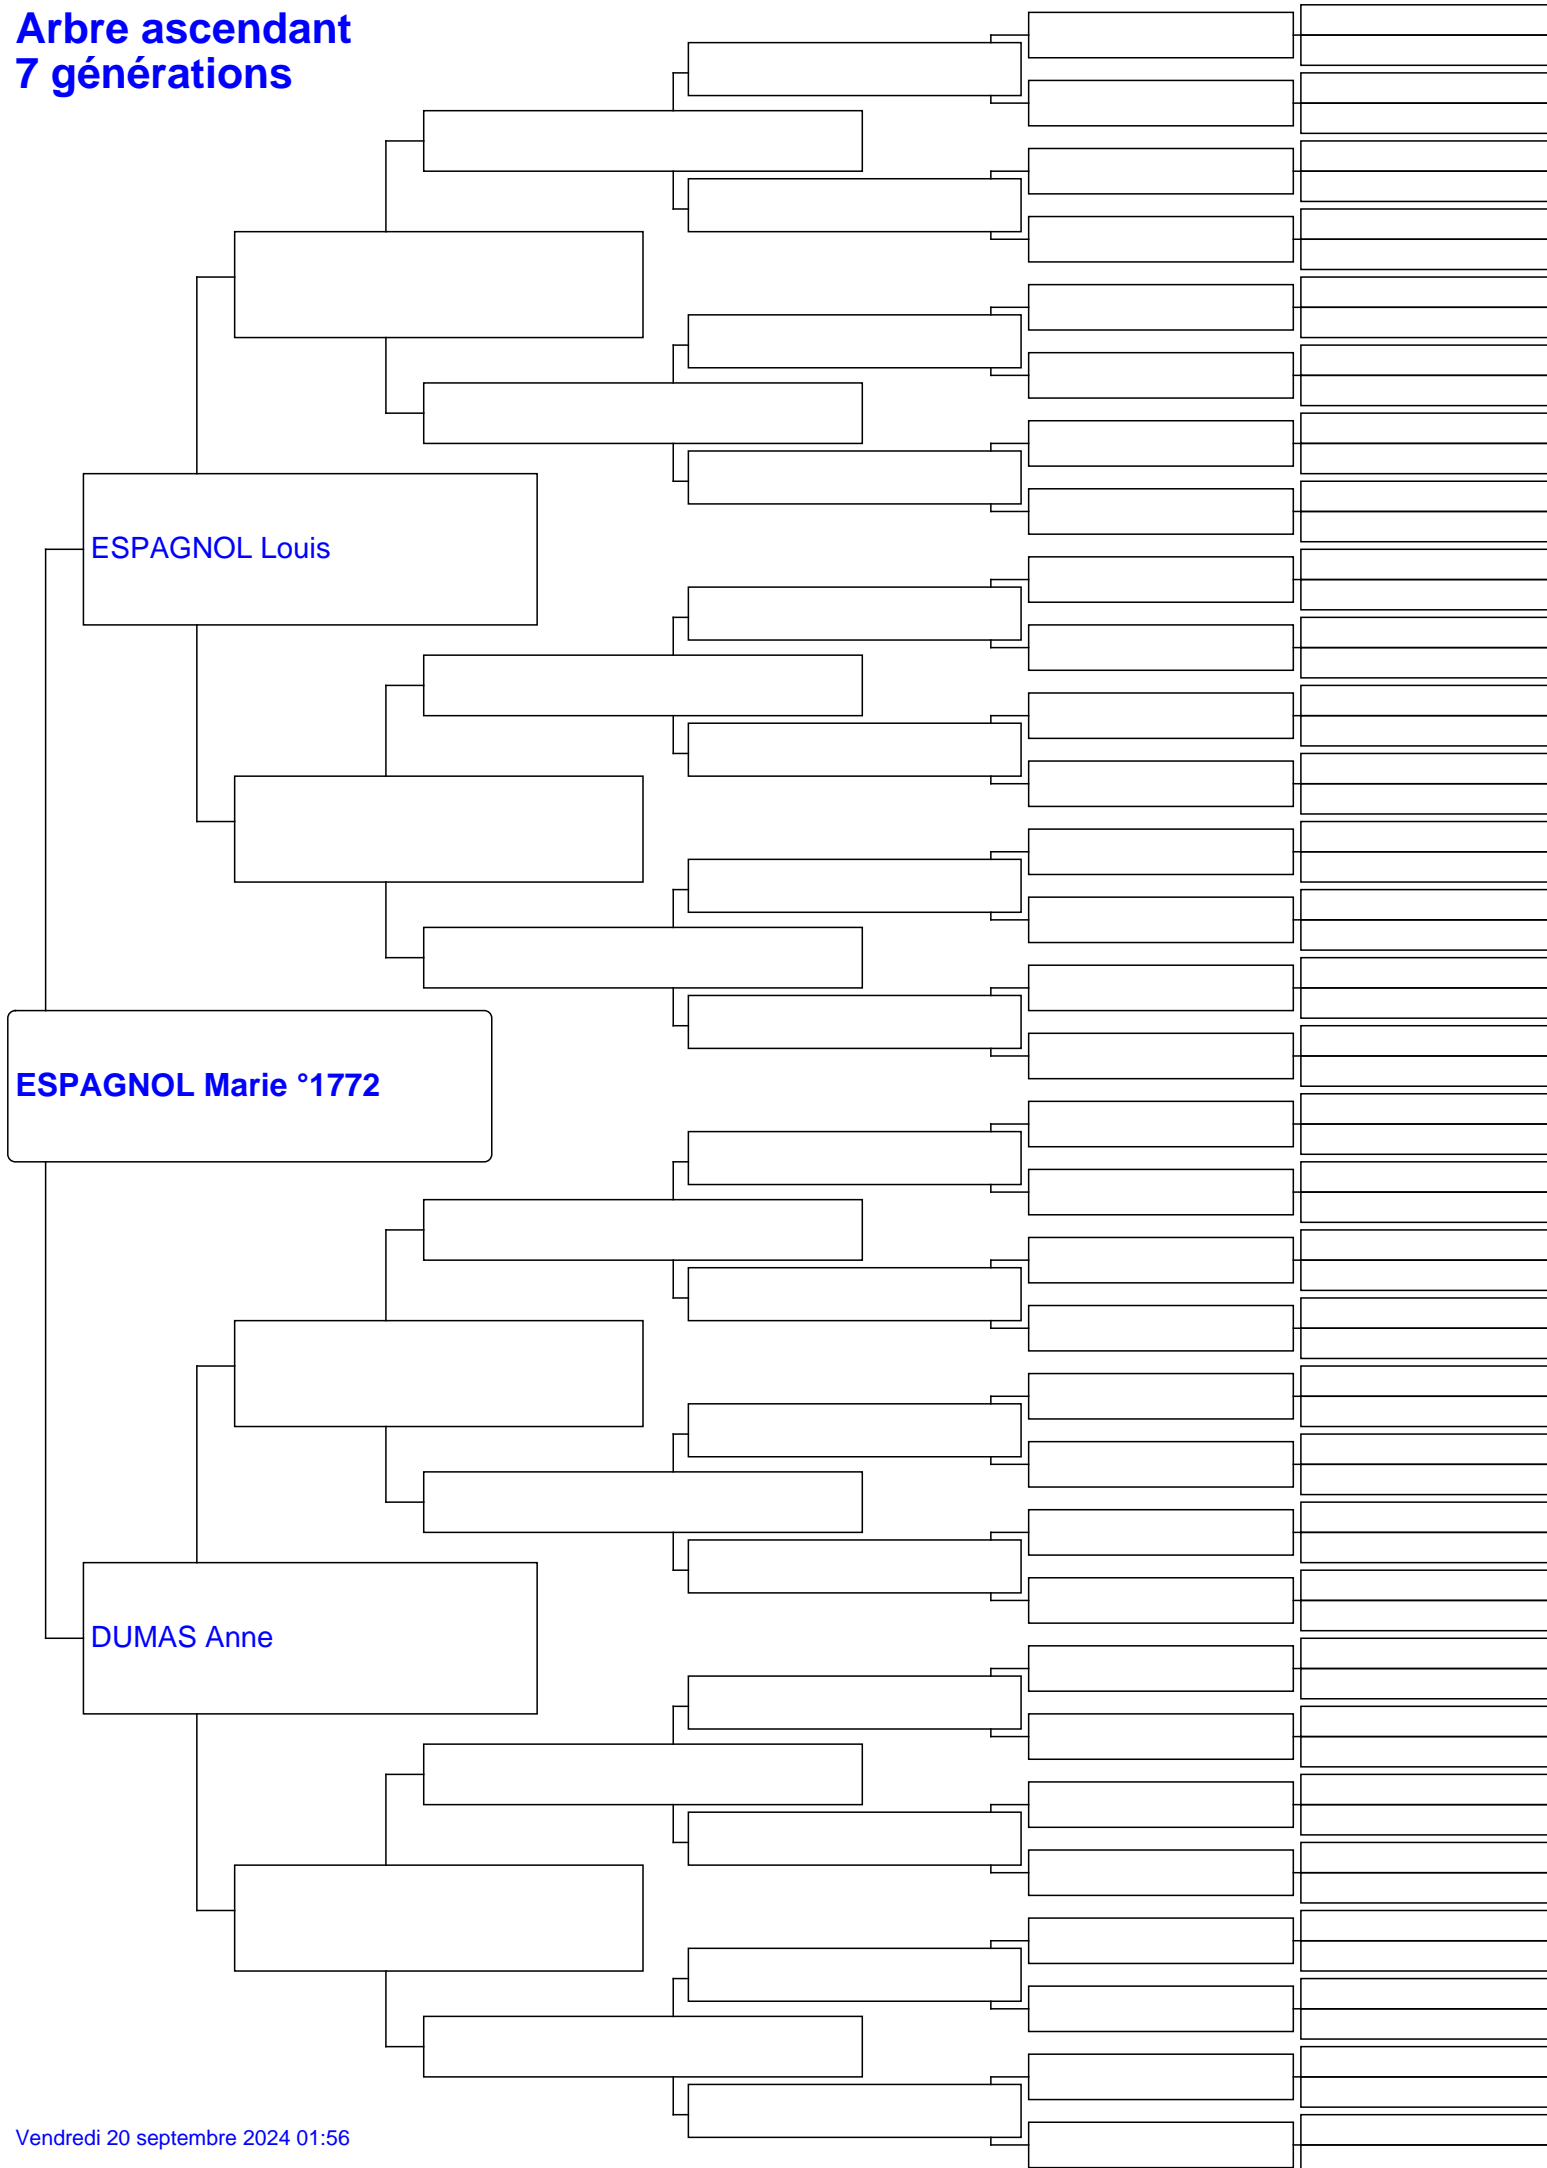 Arbre ascendant
7 générations
ESPAGNOL Louis
ESPAGNOL Marie °1772
DUMAS Anne
Vendredi 20 septembre 2024 01:56